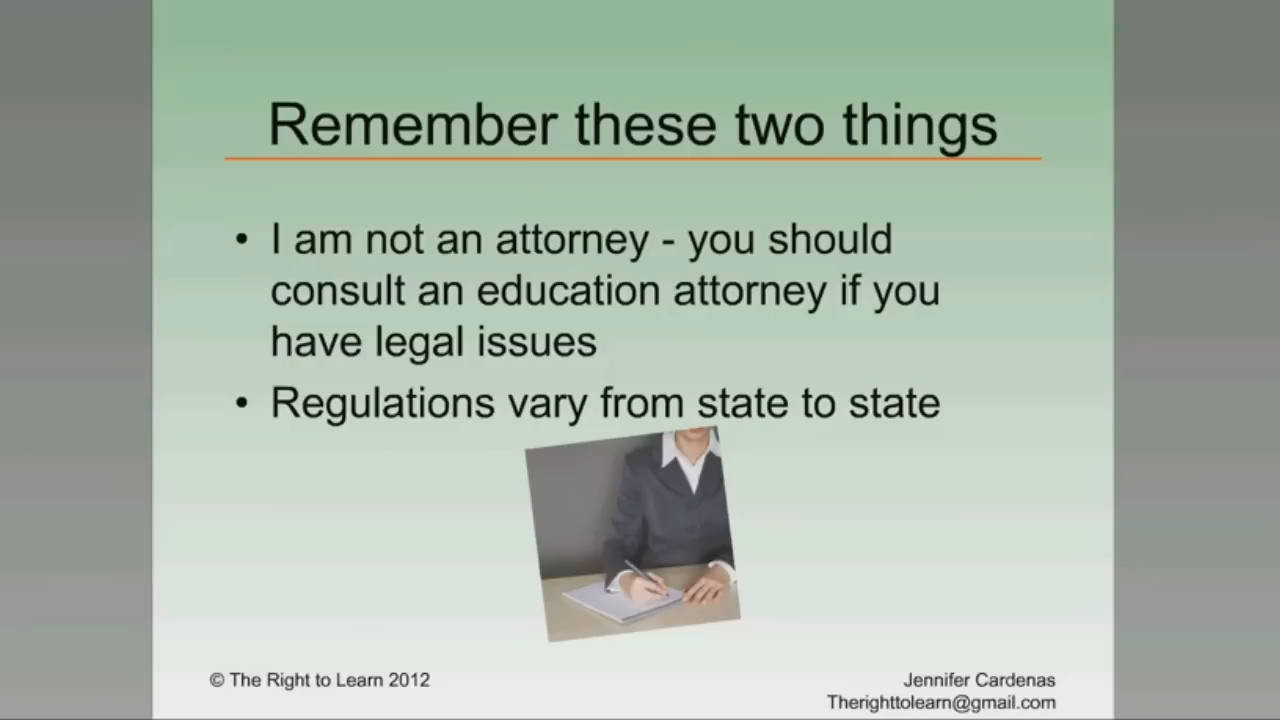 Remember these two things
• I am not an attorney - you should
consult an education attorney if you
have legal issues
• Regulations vary from state to state
© The Right to Learn 2012
Jennifer Cardenas
Therighttolearn@gmail.com